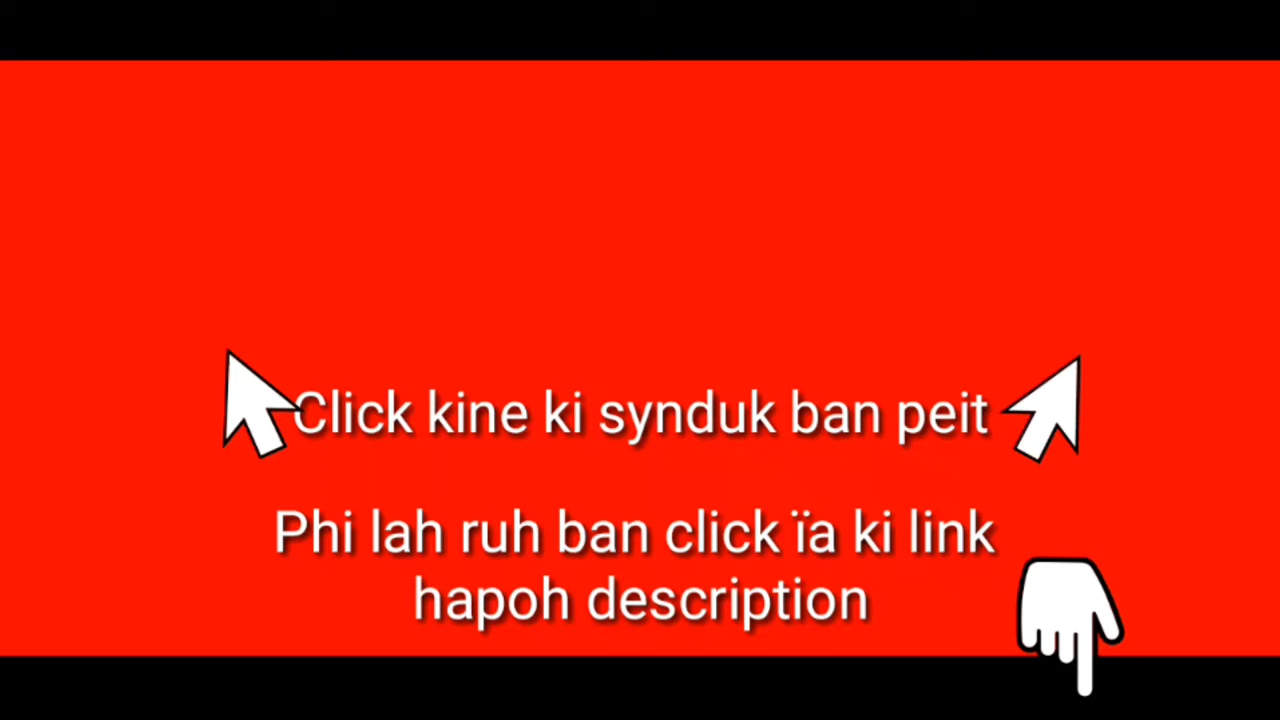 Click kine ki synduk ban peit
Phi lah ruh ban click ïa ki link
hapoh description